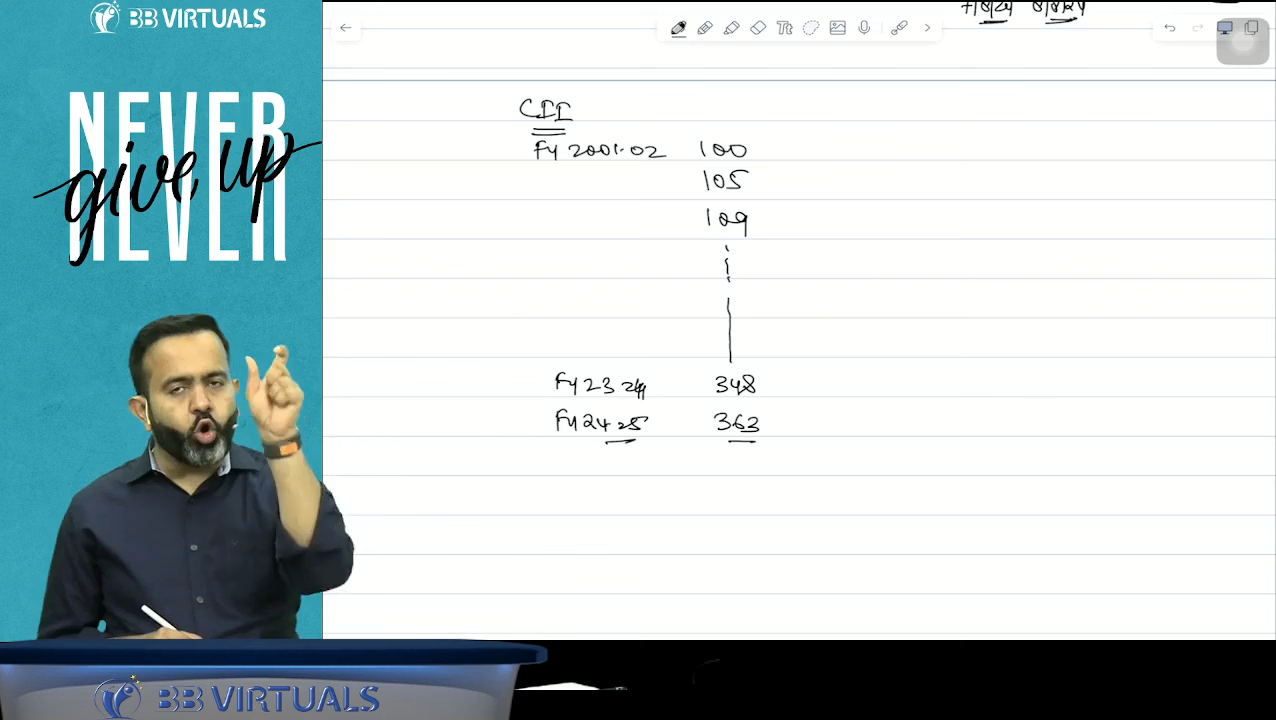 BB VIRTUALS
NEVER
give up
NEVER
CII
FY 2001-02 100
105
109
FY 23 24 348
FY 24 25 363
BB VIRTUALS